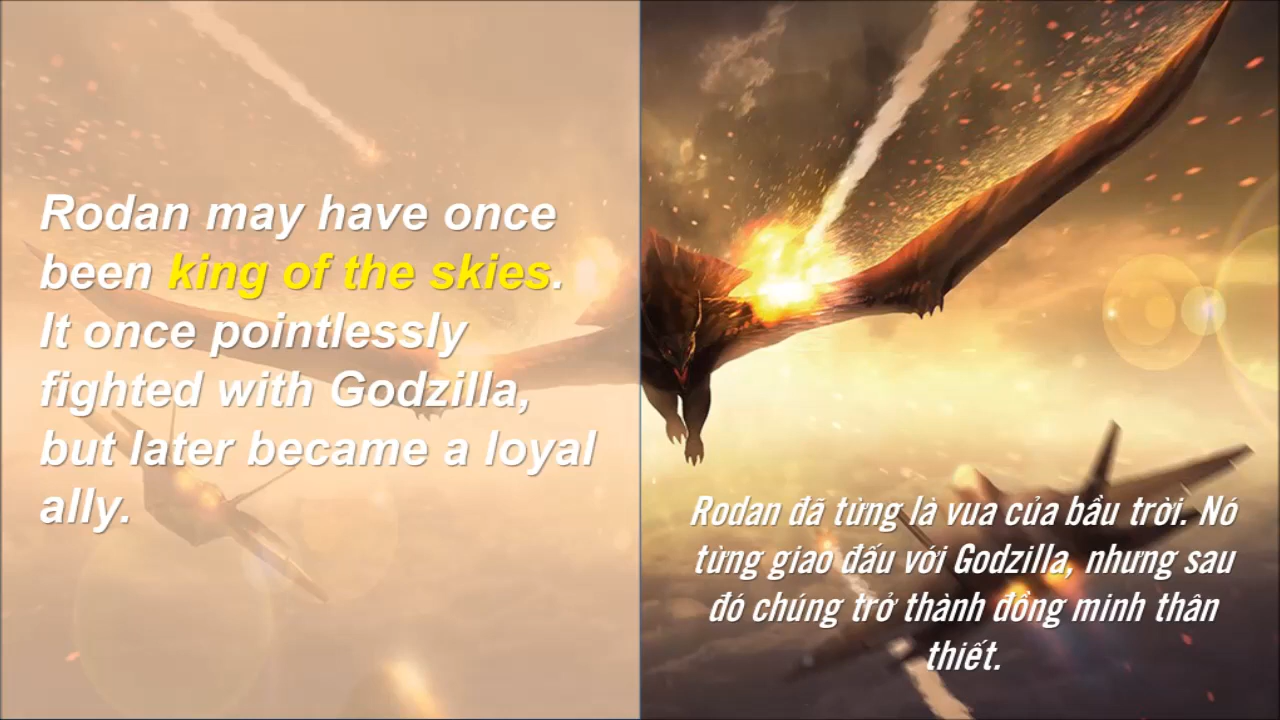 Rodan may have once
been king of the skies.
It once pointlessly
fighted with Godzilla,
but later became a loyal
ally.
Rodan đã từng là vua của bầu trời. Nó
từng giao đấu với Godzilla, nhưng sau
đó chúng trở thành đồng minh thân
thiết.